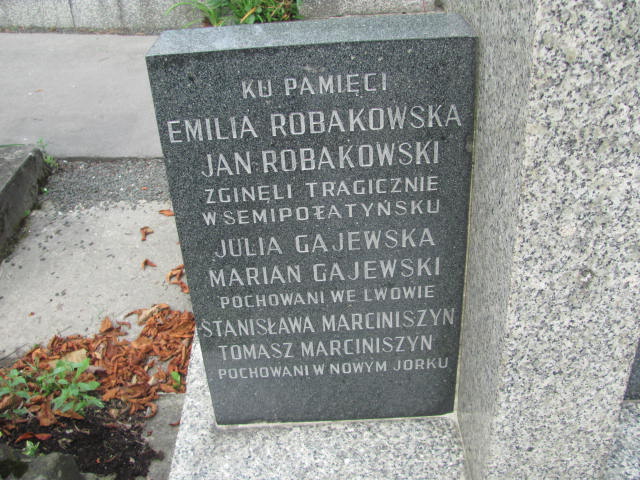 KU PAMIĘCI
EMILIA ROBAKOWSKA
JAN ROBAKOWSKI
ZGINĘLI TRAGICZNIE
W SEMIPOŁATYŃSKU
JULIA GAJEWSKA
MARIAN GAJEWSKI
POCHOWANI WE LWOWIE
STANISŁAWA MARCINISZYN
TOMASZ MARCINISZYN
POCHOWANI W NOWYM JORKU